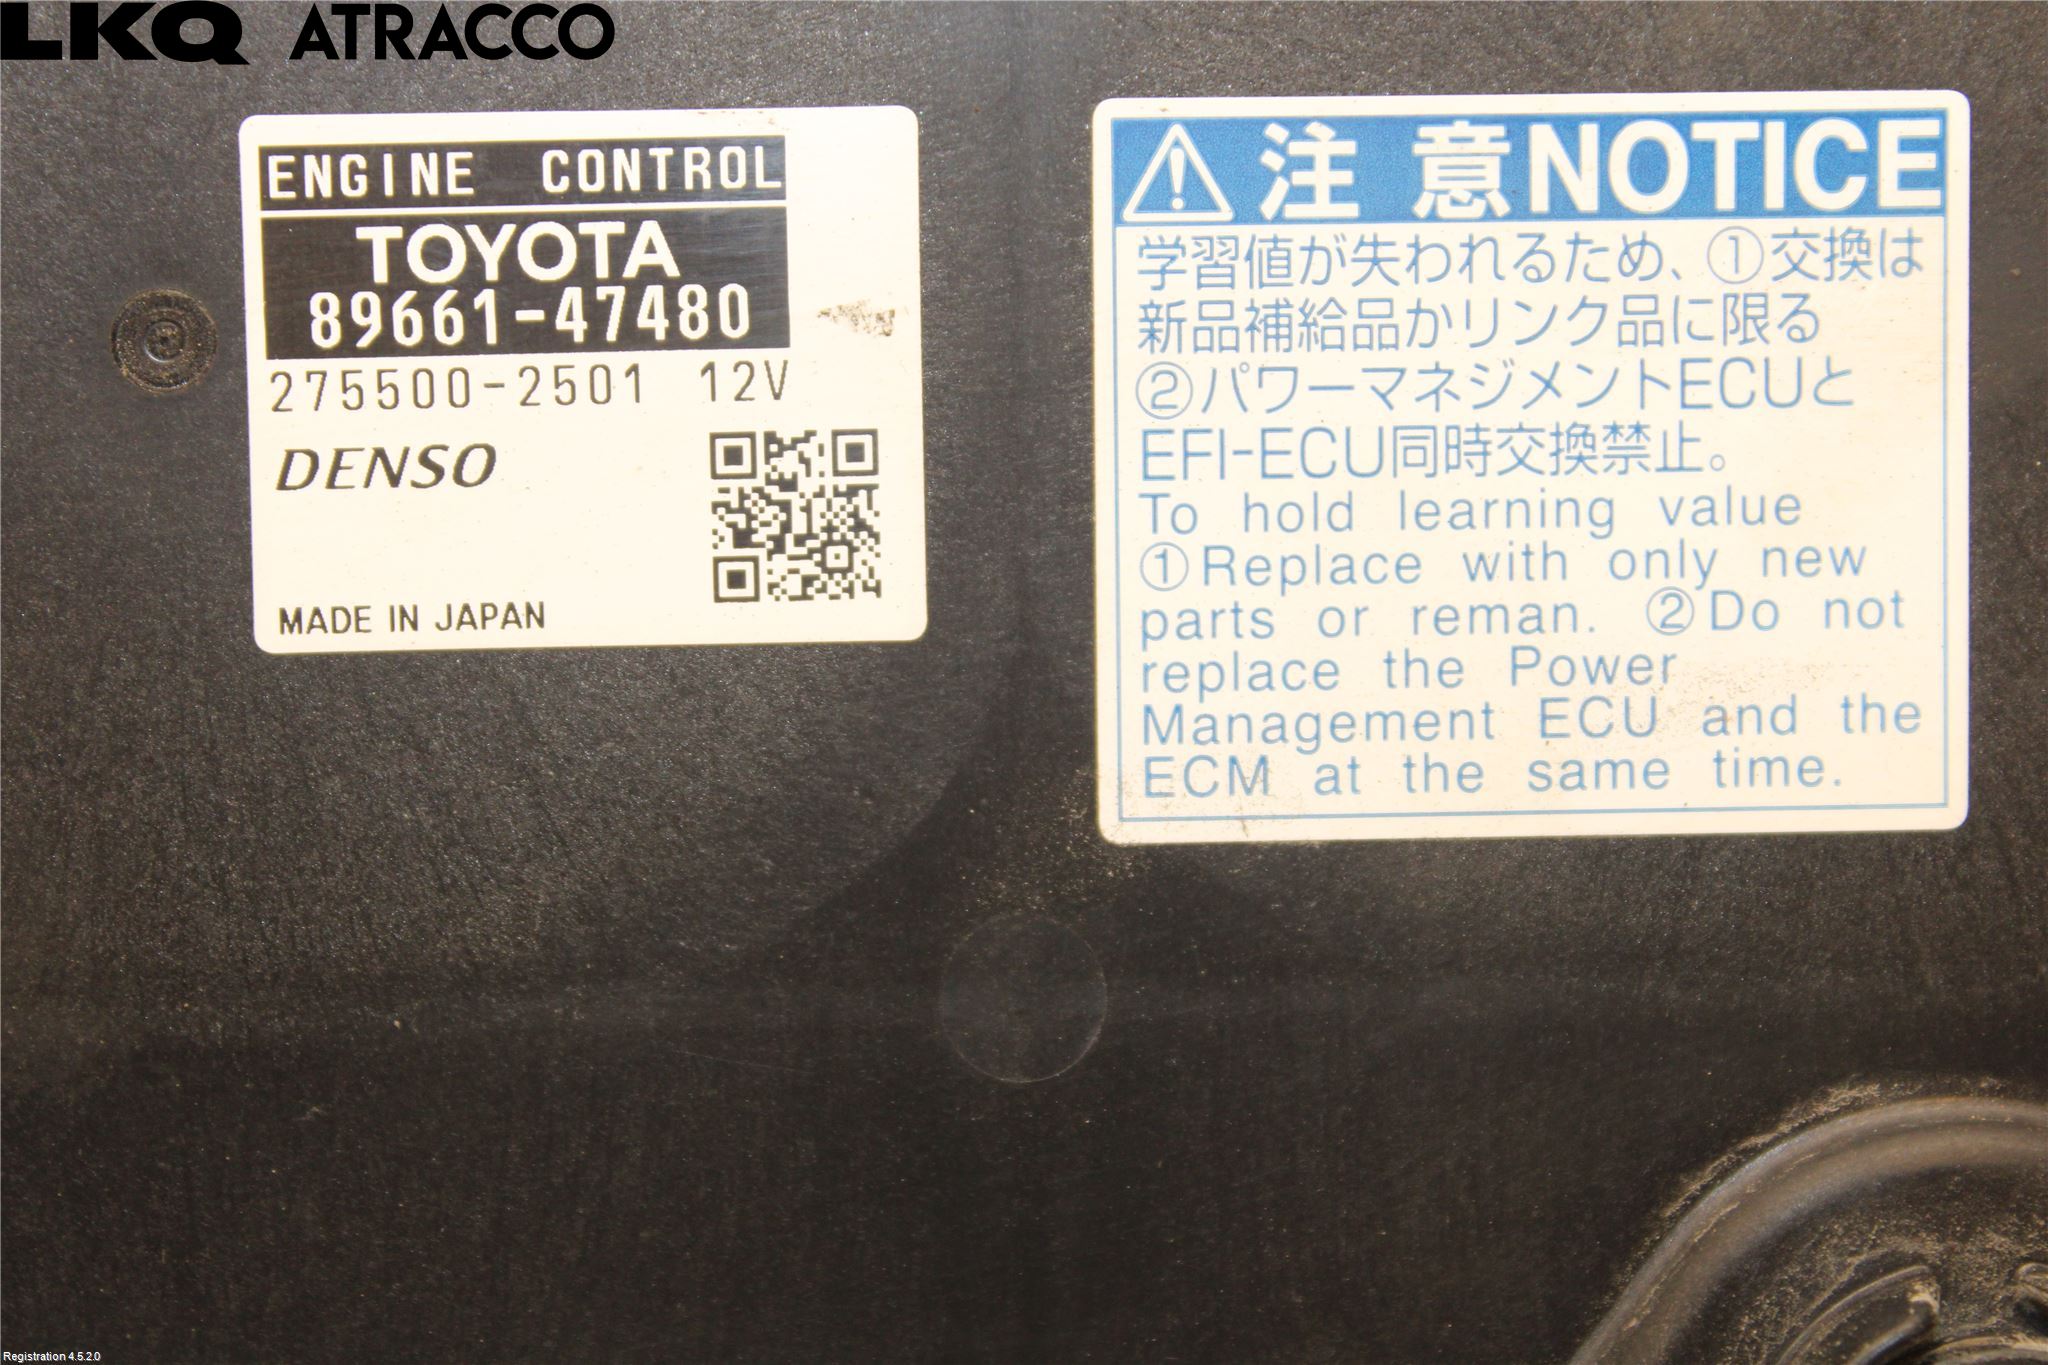 LKQ ATRACCO
ENGINE CONTROL
TOYOTA
89661-47480
275500-2501 12V
DENSO
MADE IN JAPAN
注意NOTICE
学習値が失われるため、①交換は
新品補給品かリンク品に限る
②パワーマネジメントECUと
EFI-ECU同時交換禁止。
To hold learning value
①Replace with only new
parts or reman. ②Do not
replace the Power
Management ECU and the
ECM at the same time.
Registration 4.5.2.0